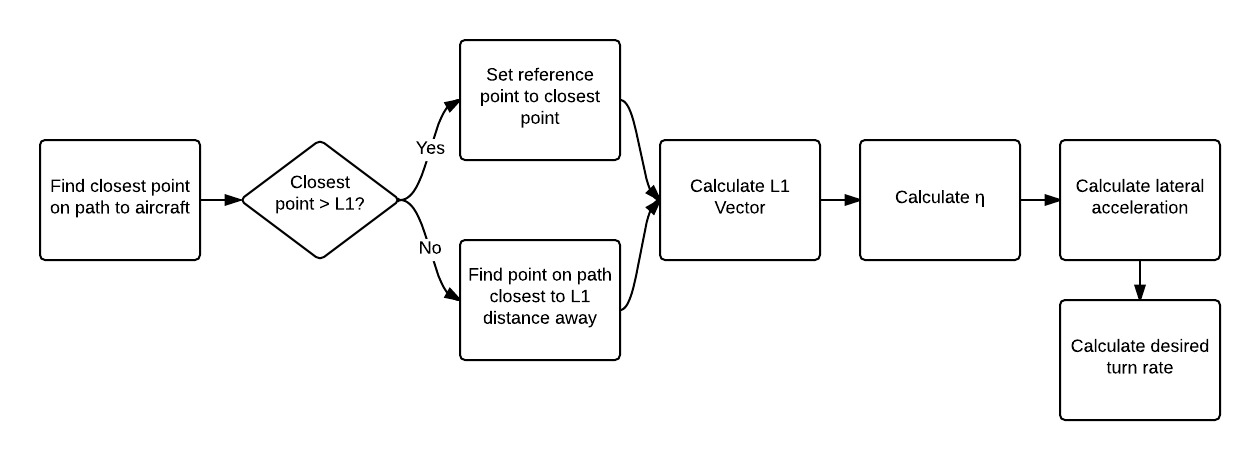 Find closest point
on path to aircraft
Closest
point > L1?
Yes
Set reference
point to closest
point
No
Find point on path
closest to L1
distance away
Calculate L1
Vector
Calculate η
Calculate lateral
acceleration
Calculate desired
turn rate